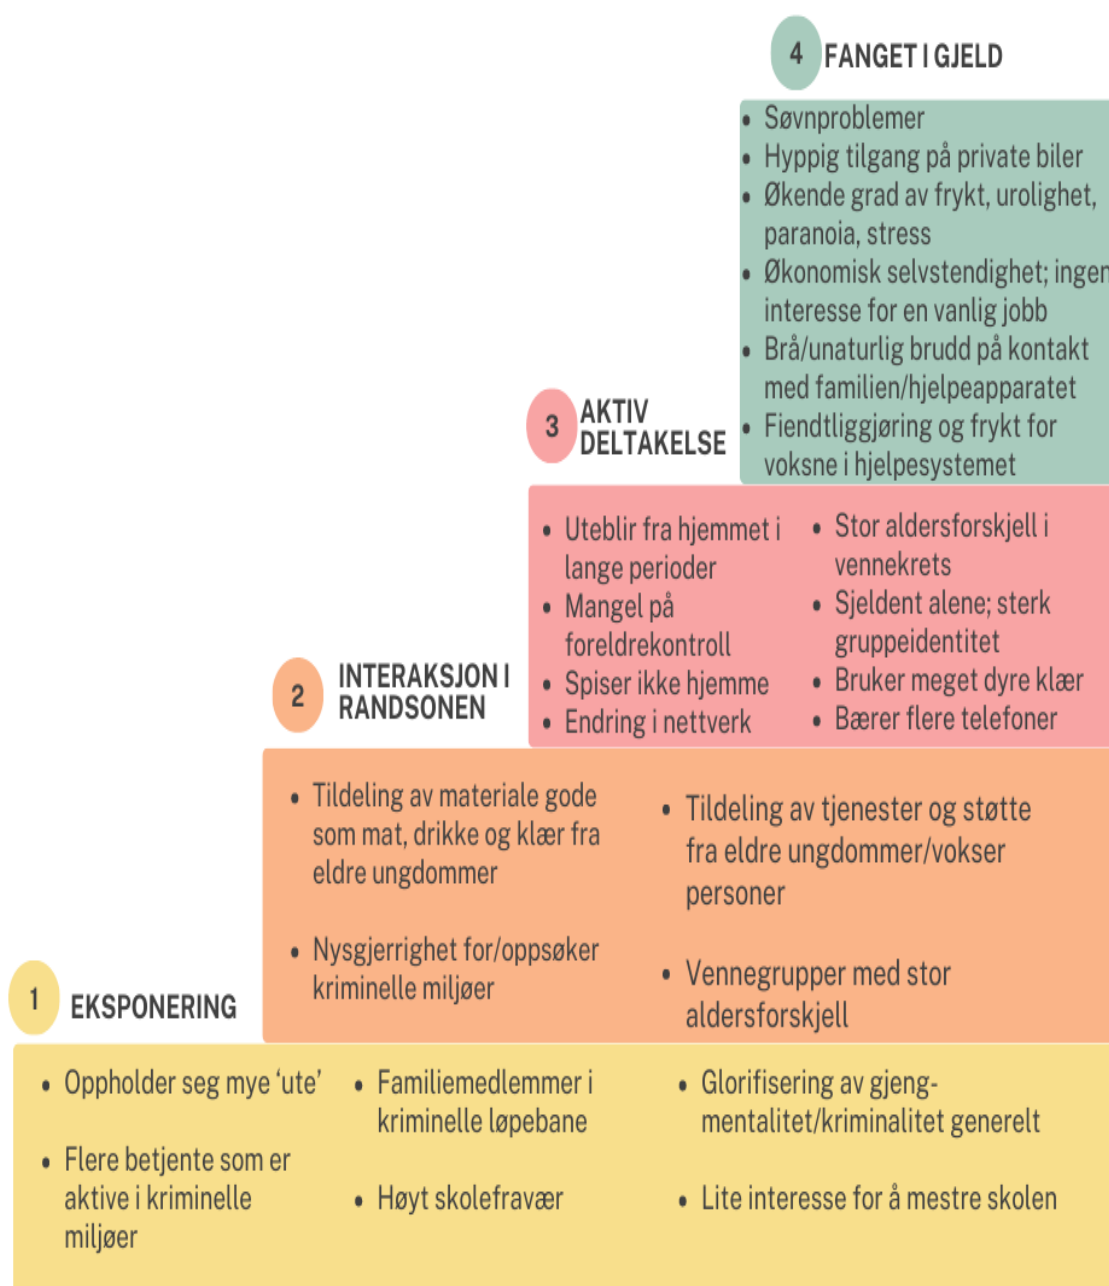 4 FANGET I GJELD
• Søvnproblemer
• Hyppig tilgang på private biler
• Økende grad av frykt, urolighet,
paranoia, stress
• Økonomisk selvstendighet; ingen
interesse for en vanlig jobb
• Brå/unaturlig brudd på kontakt
med familien/hjelpeapparatet
• Fiendtliggjøring og frykt for
voksne i hjelpesystemet
3 AKTIV
DELTAKELSE
• Uteblir fra hjemmet i
lange perioder
• Mangel på
foreldrekontroll
• Spiser ikke hjemme
• Endring i nettverk
• Stor aldersforskjell i
vennekrets
• Sjeldent alene; sterk
gruppeidentitet
• Bruker meget dyre klær
• Bærer flere telefoner
2 INTERAKSJON I
RANDSONEN
• Tildeling av materiale gode
som mat, drikke og klær fra
eldre ungdommer
• Nysgjerrighet for/oppsøker
kriminelle miljøer
• Tildeling av tjenester og støtte
fra eldre ungdommer/vokser
personer
• Vennegrupper med stor
aldersforskjell
1 EKSPONERING
• Oppholder seg mye ‘ute’
• Flere betjente som er
aktive i kriminelle
miljøer
• Familiemedlemmer i
kriminelle løpebane
• Høyt skolefravær
• Glorifisering av gjeng-
mentalitet/kriminalitet generelt
• Lite interesse for å mestre skolen